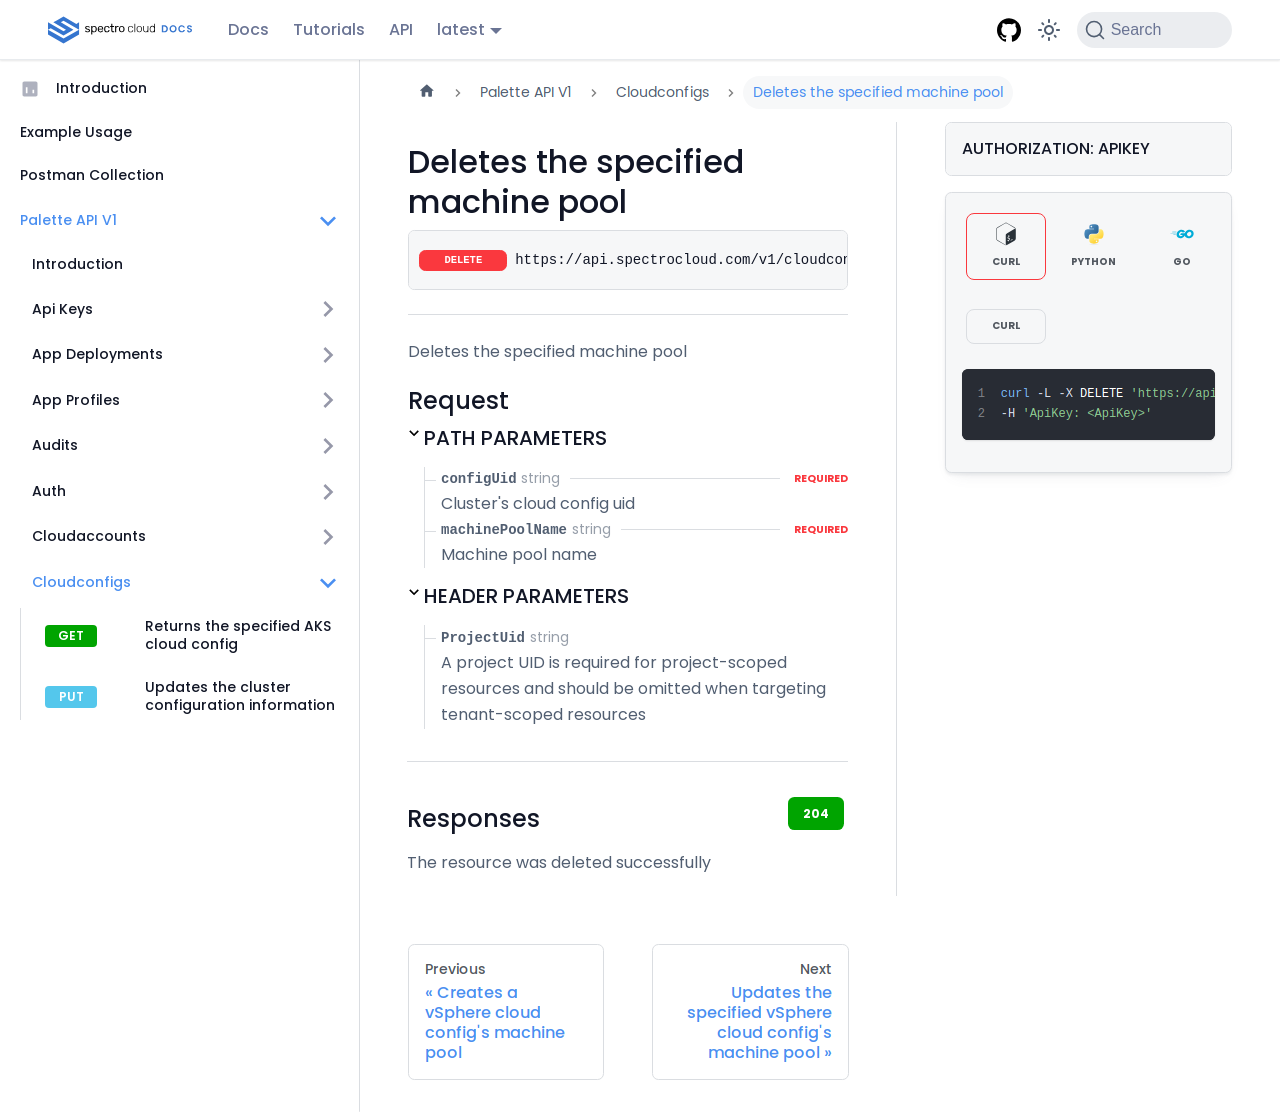 spectro cloud DOCS
Docs
Tutorials
API
latest
Search
Introduction
Example Usage
Postman Collection
Palette API V1
Introduction
Api Keys
App Deployments
App Profiles
Audits
Auth
Cloudaccounts
Cloudconfigs
GET
Returns the specified AKS
cloud config
PUT
Updates the cluster
configuration information
Palette API V1
Cloudconfigs
Deletes the specified machine pool
Deletes the specified
machine pool
DELETE
https://api.spectrocloud.com/v1/cloudcon
Deletes the specified machine pool
Request
PATH PARAMETERS
configUid string
REQUIRED
Cluster's cloud config uid
machinePoolName string
REQUIRED
Machine pool name
HEADER PARAMETERS
ProjectUid string
A project UID is required for project-scoped
resources and should be omitted when targeting
tenant-scoped resources
Responses
204
The resource was deleted successfully
Previous
« Creates a
vSphere cloud
config's machine
pool
Next
Updates the
specified vSphere
cloud config's
machine pool »
AUTHORIZATION: APIKEY
CURL
PYTHON
GO
GO
CURL
1 curl -L -X DELETE 'https://api
2 -H 'ApiKey: <ApiKey>'